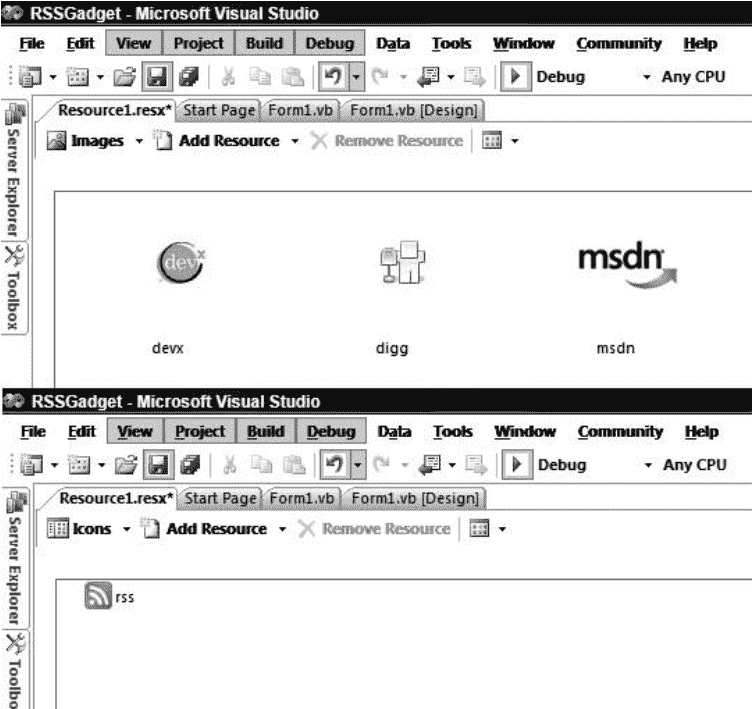 RSSGadget - Microsoft Visual Studio
File Edit View Project Build Debug Data Tools Window Community Help
Debug Any CPU
Resource1.resx* Start Page Form1.vb Form1.vb [Design]
Images Add Resource Remove Resource
Server Explorer
Toolbox
dev x
msdn
devx digg msdn
RSSGadget - Microsoft Visual Studio
File Edit View Project Build Debug Data Tools Window Community Help
Debug Any CPU
Resource1.resx* Start Page Form1.vb Form1.vb [Design]
Icons Add Resource Remove Resource
Server Explorer
Toolbo
rss